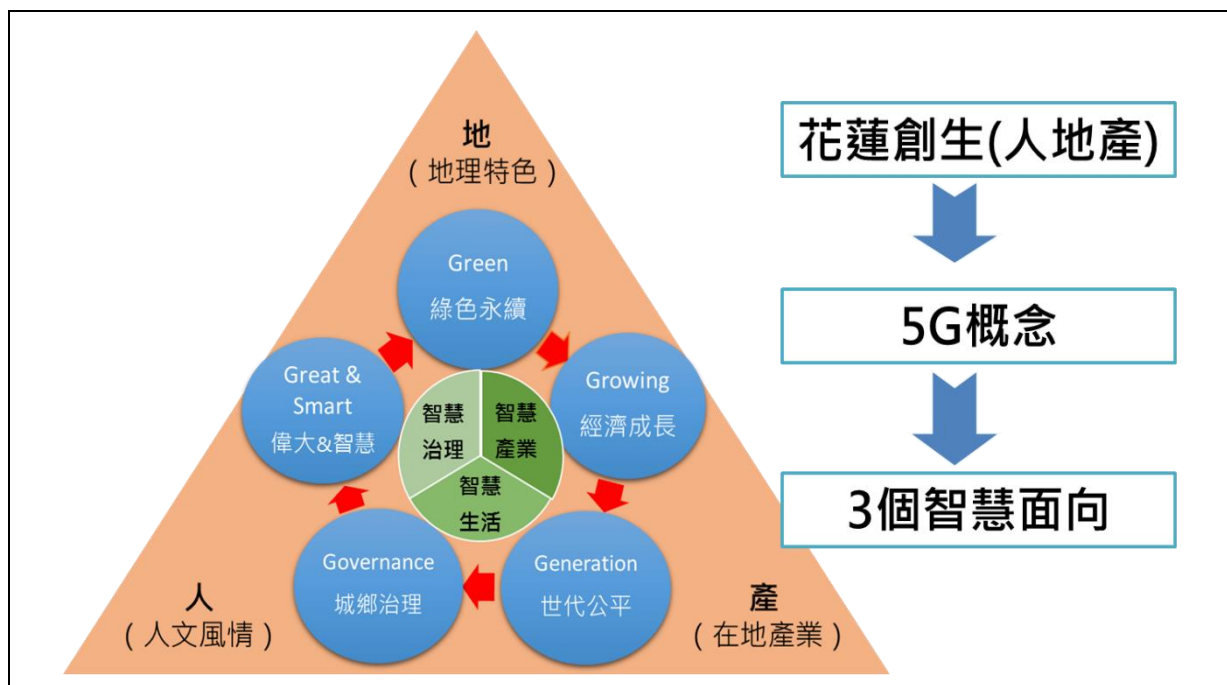 地
（地理特色）
Green
綠色永續
Growing
經濟成長
Generation
世代公平
Governance
城鄉治理
Great &
Smart
偉大&智慧
智慧
治理
智慧
產業
智慧
生活
人
（人文風情）
產
（在地產業）
花蓮創生(人地產)
5G概念
3個智慧面向